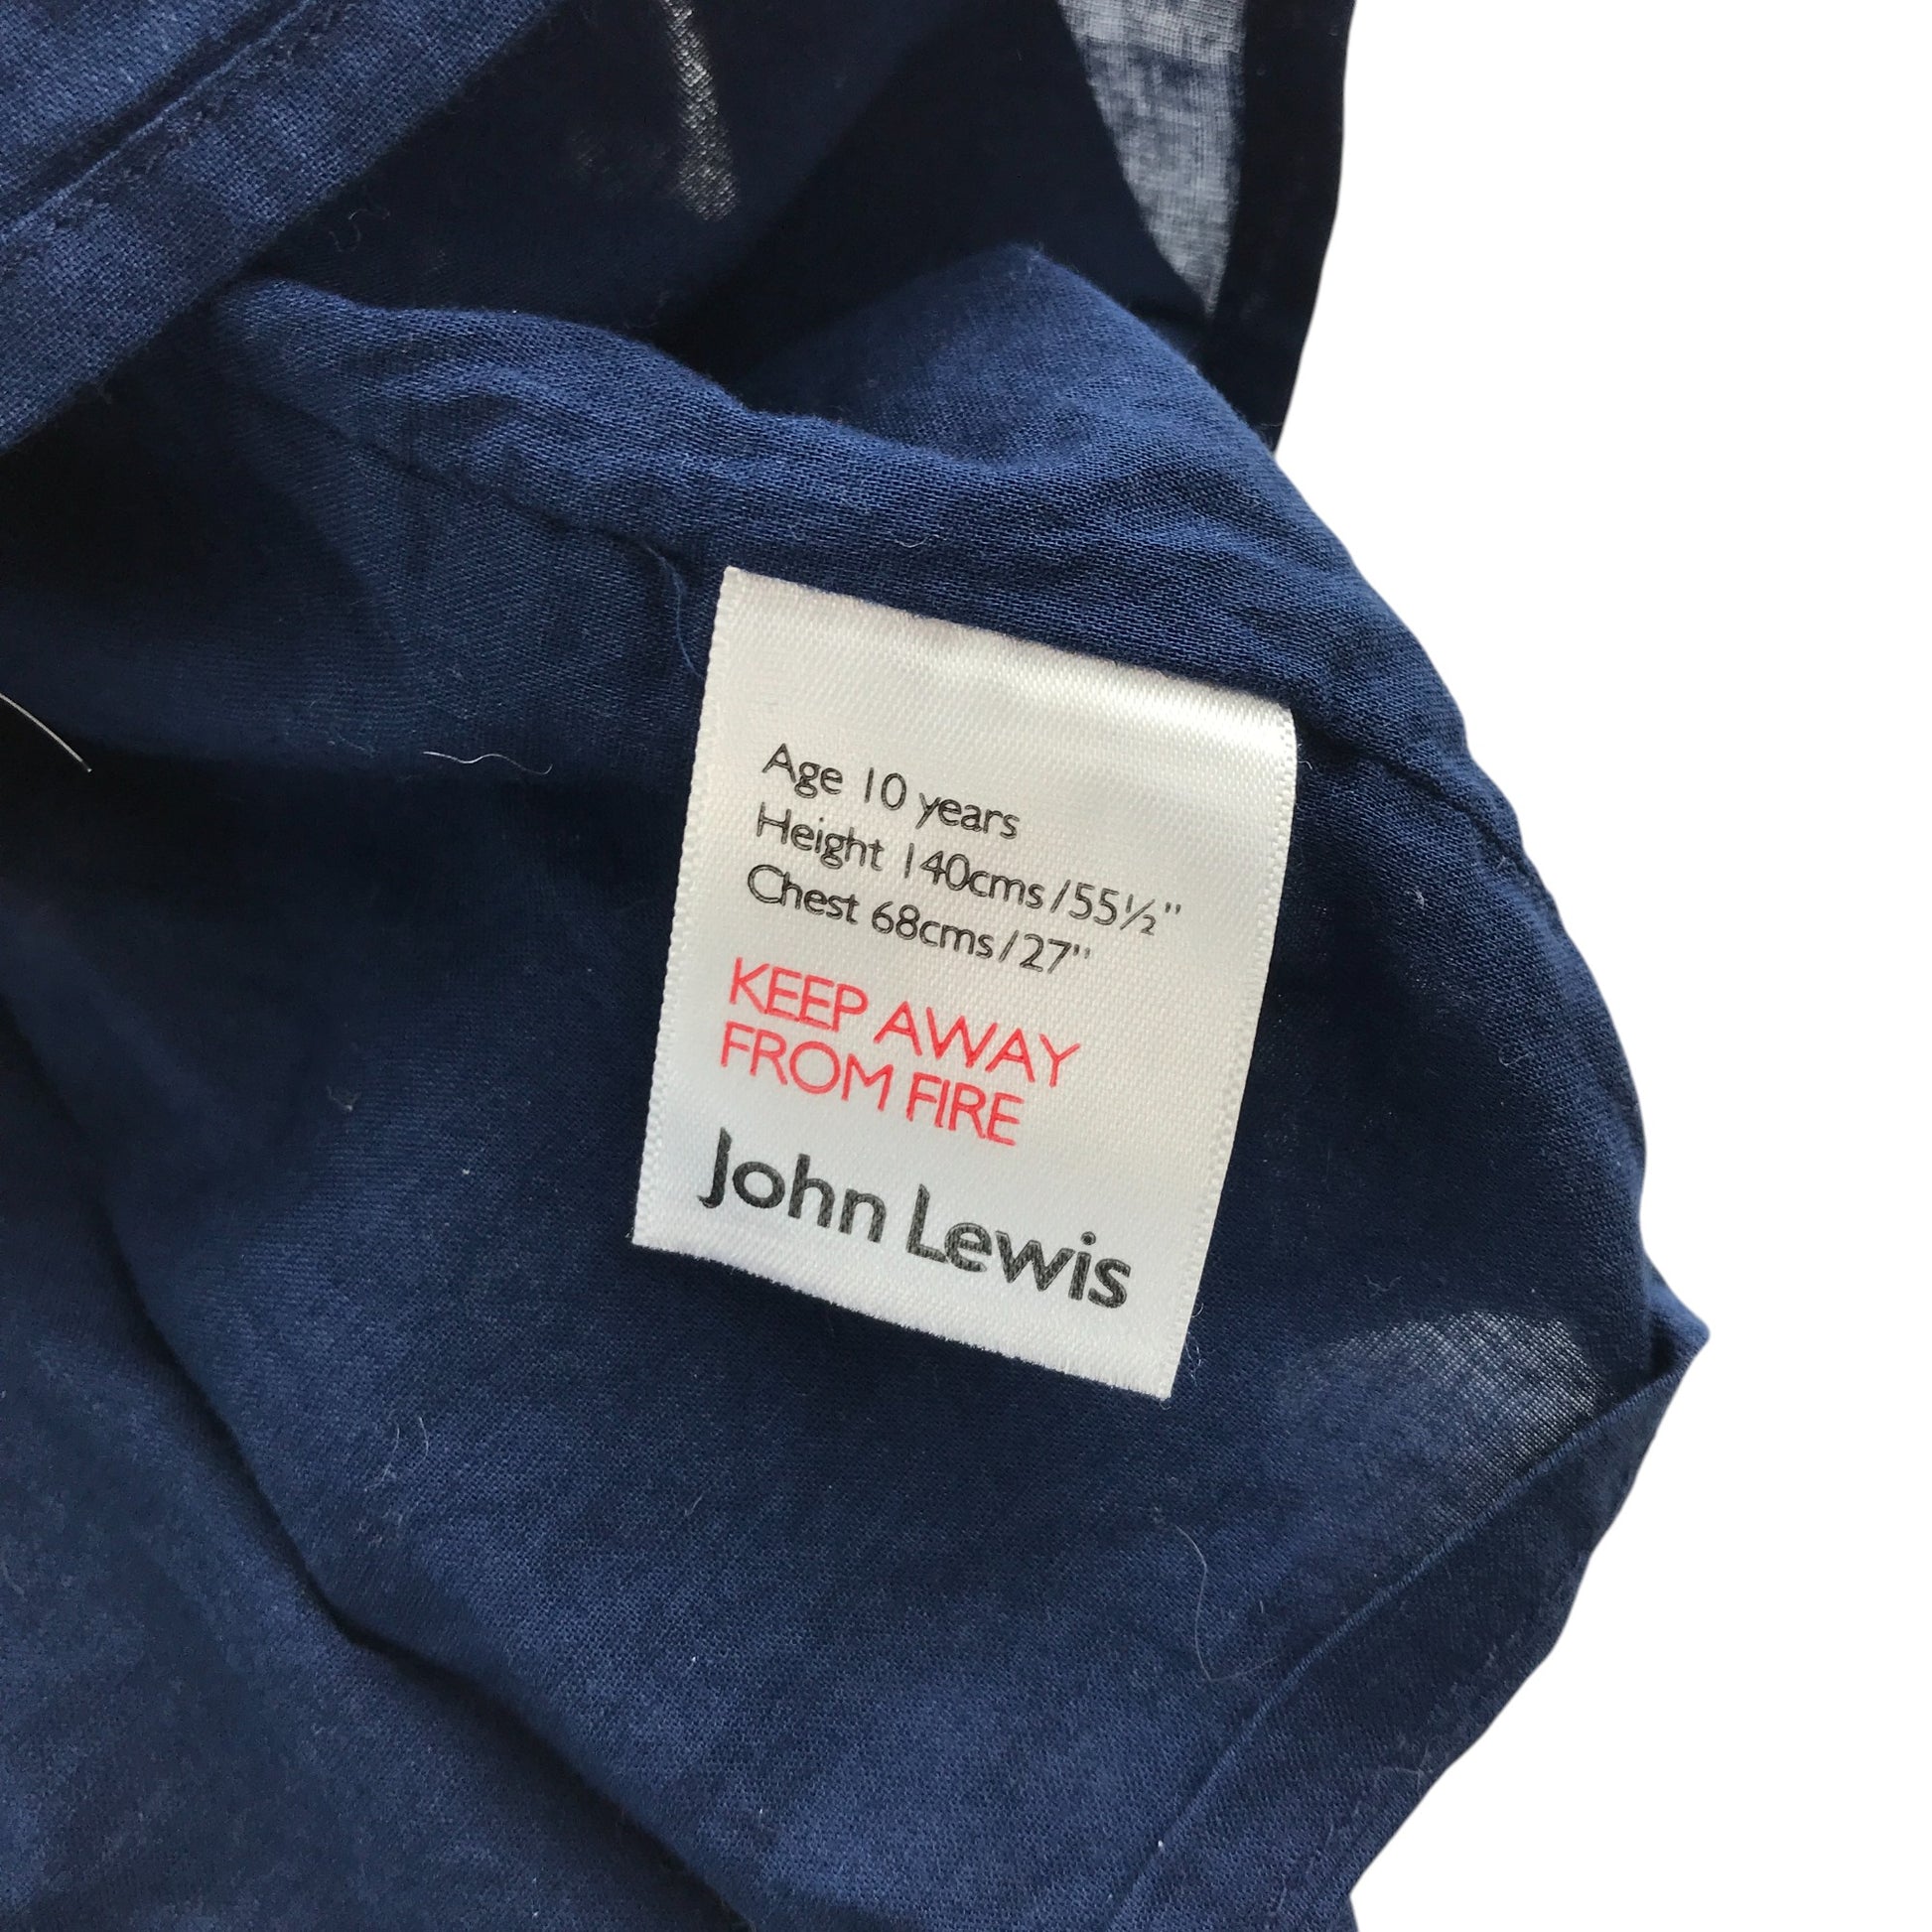 Age 10 years
Height 140cms/55½"
Chest 68cms/27"
KEEP AWAY
FROM FIRE
John Lewis